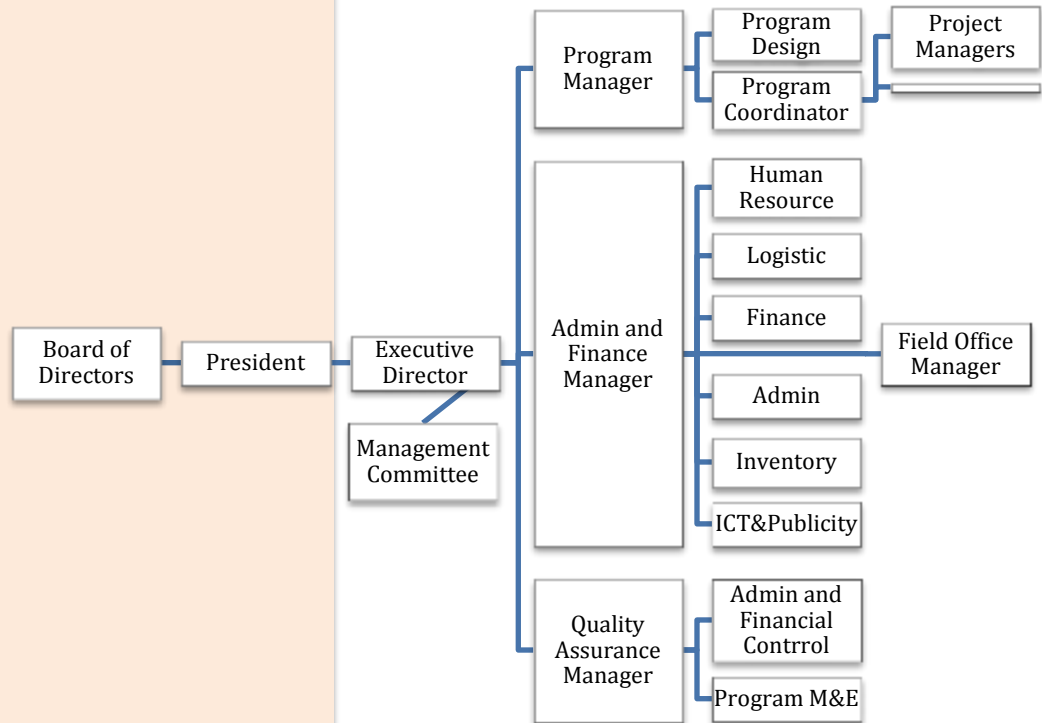 Board of
Directors
President
Executive
Director
Management
Committee
Program
Manager
Program
Design
Program
Coordinator
Project
Managers
Admin and
Finance
Manager
Human
Resource
Logistic
Finance
Admin
Inventory
ICT&Publicity
Field Office
Manager
Quality
Assurance
Manager
Admin and
Financial
Contrrol
Program M&E